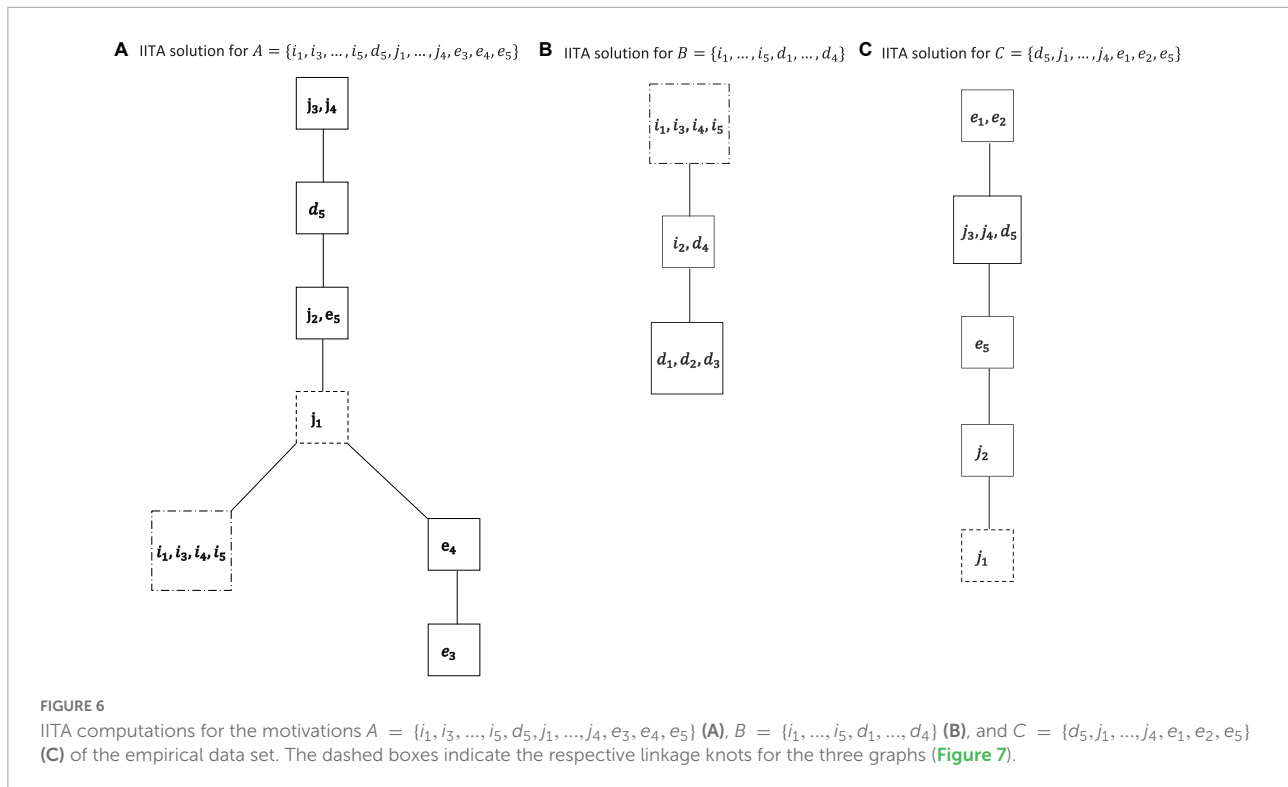 A IITA solution for A = {i₁, i₃, ..., i₅, d₅, j₁, ..., j₄, e₃, e₄, e₅}
j₃, j₄
d₅
j₂, e₅
j₁
i₁, i₃, i₄, i₅
e₄
e₃
B IITA solution for B = {i₁, ..., i₅, d₁, ..., d₄}
i₁, i₃, i₄, i₅
i₂, d₄
d₁, d₂, d₃
C IITA solution for C = {d₅, j₁, ..., j₄, e₁, e₂, e₅}
e₁, e₂
j₃, j₄, d₅
e₅
j₂
j₁
FIGURE 6
IITA computations for the motivations A = {i₁, i₃, ..., i₅, d₅, j₁, ..., j₄, e₃, e₄, e₅} (A), B = {i₁, ..., i₅, d₁, ..., d₄} (B), and C = {d₅, j₁, ..., j₄, e₁, e₂, e₅}
(C) of the empirical data set. The dashed boxes indicate the respective linkage knots for the three graphs (Figure 7).